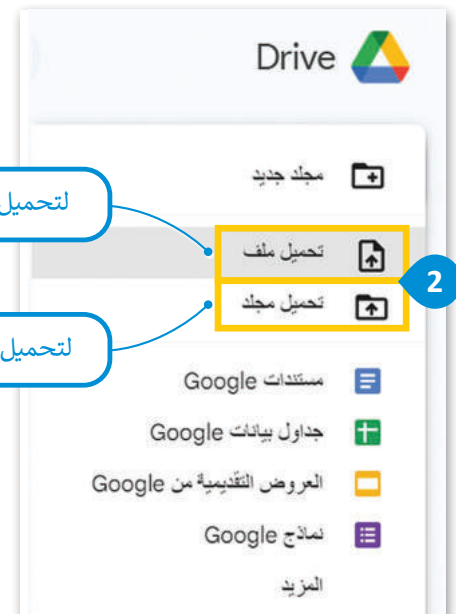 Drive
مجلد جديد
لتحميل
تحميل ملف
2
تحميل مجلد
لتحميل
مستندات Google
جداول بيانات Google
العروض التقديمية من Google
نماذج Google
المزيد